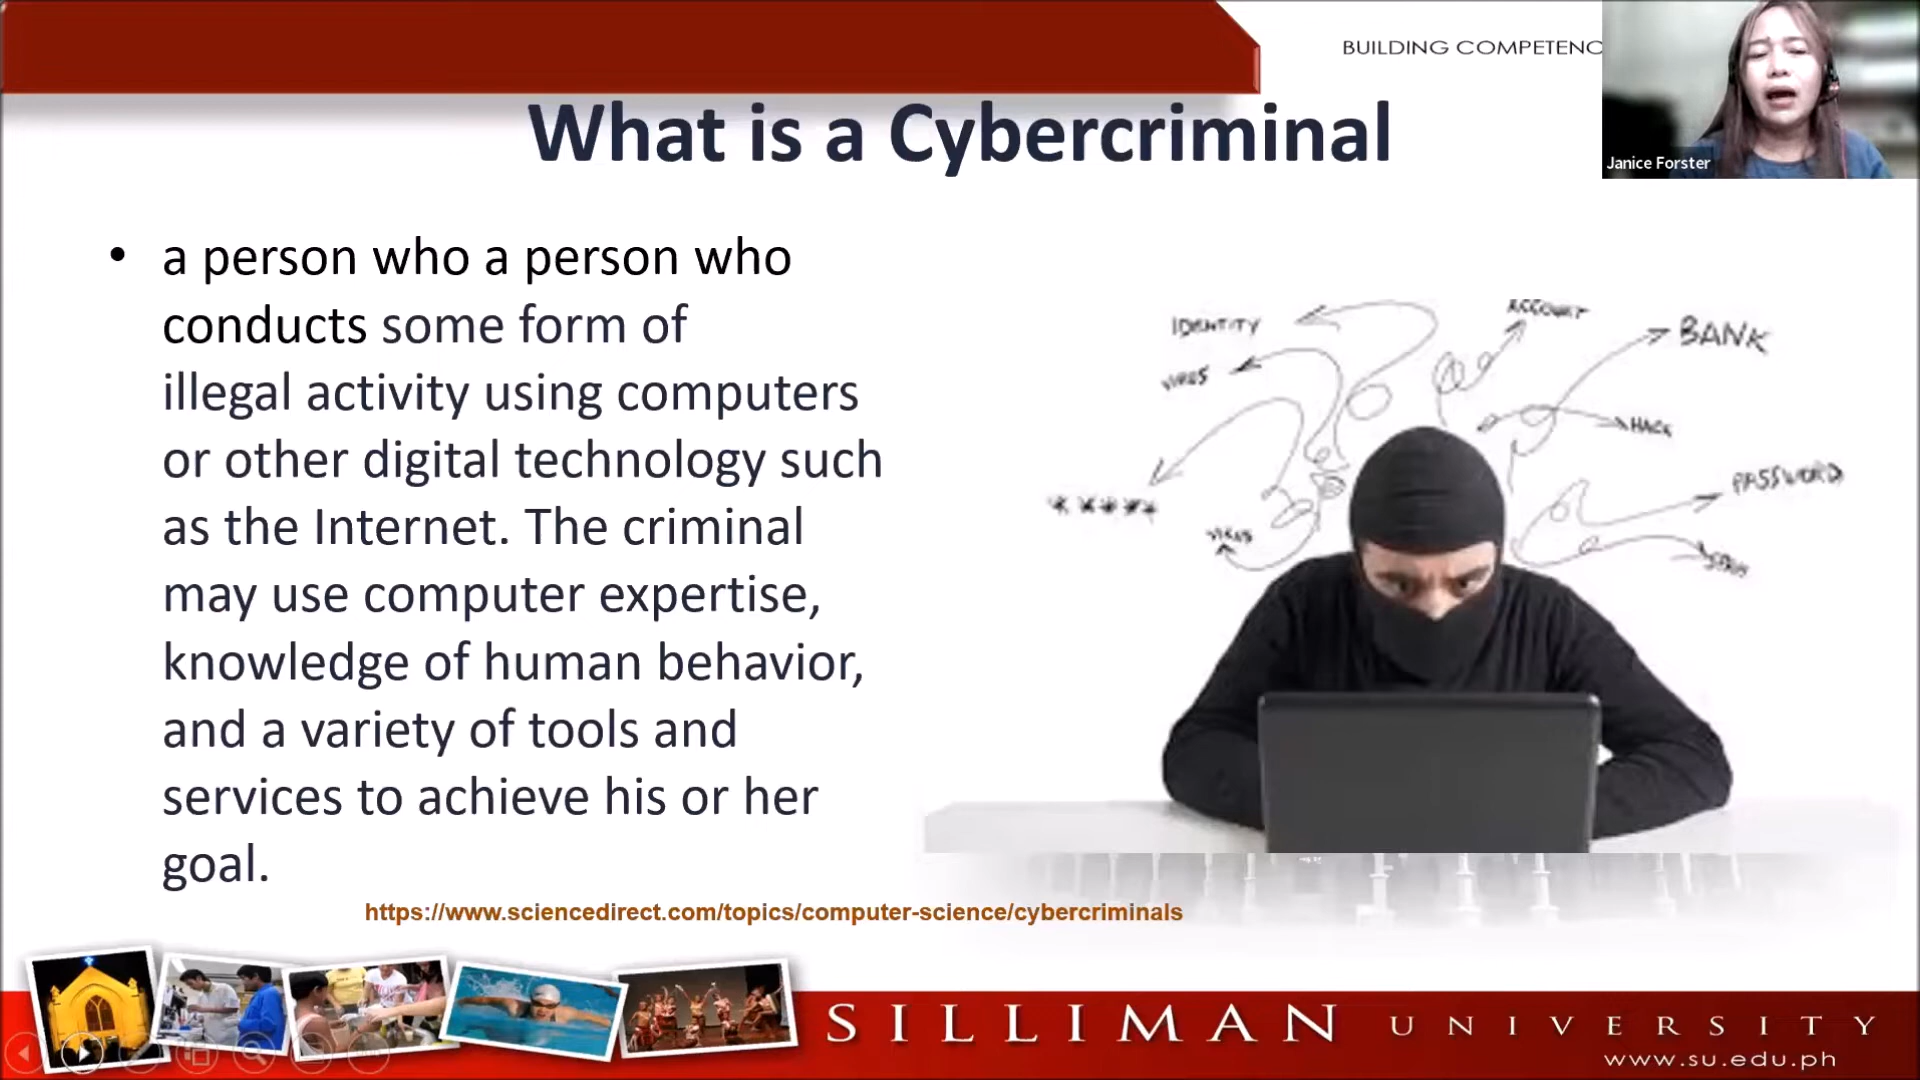 BUILDING COMPETENC
Janice Forster
What is a Cybercriminal
• a person who a person who
conducts some form of
illegal activity using computers
or other digital technology such
as the Internet. The criminal
may use computer expertise,
knowledge of human behavior,
and a variety of tools and
services to achieve his or her
goal.
IDENTITY
ACCOUNT
BANK
VIRUS
HACK
PASSWORD
*****
VIRUS
https://www.sciencedirect.com/topics/computer-science/cybercriminals
SILLIMAN UNIVERSITY
www.su.edu.ph